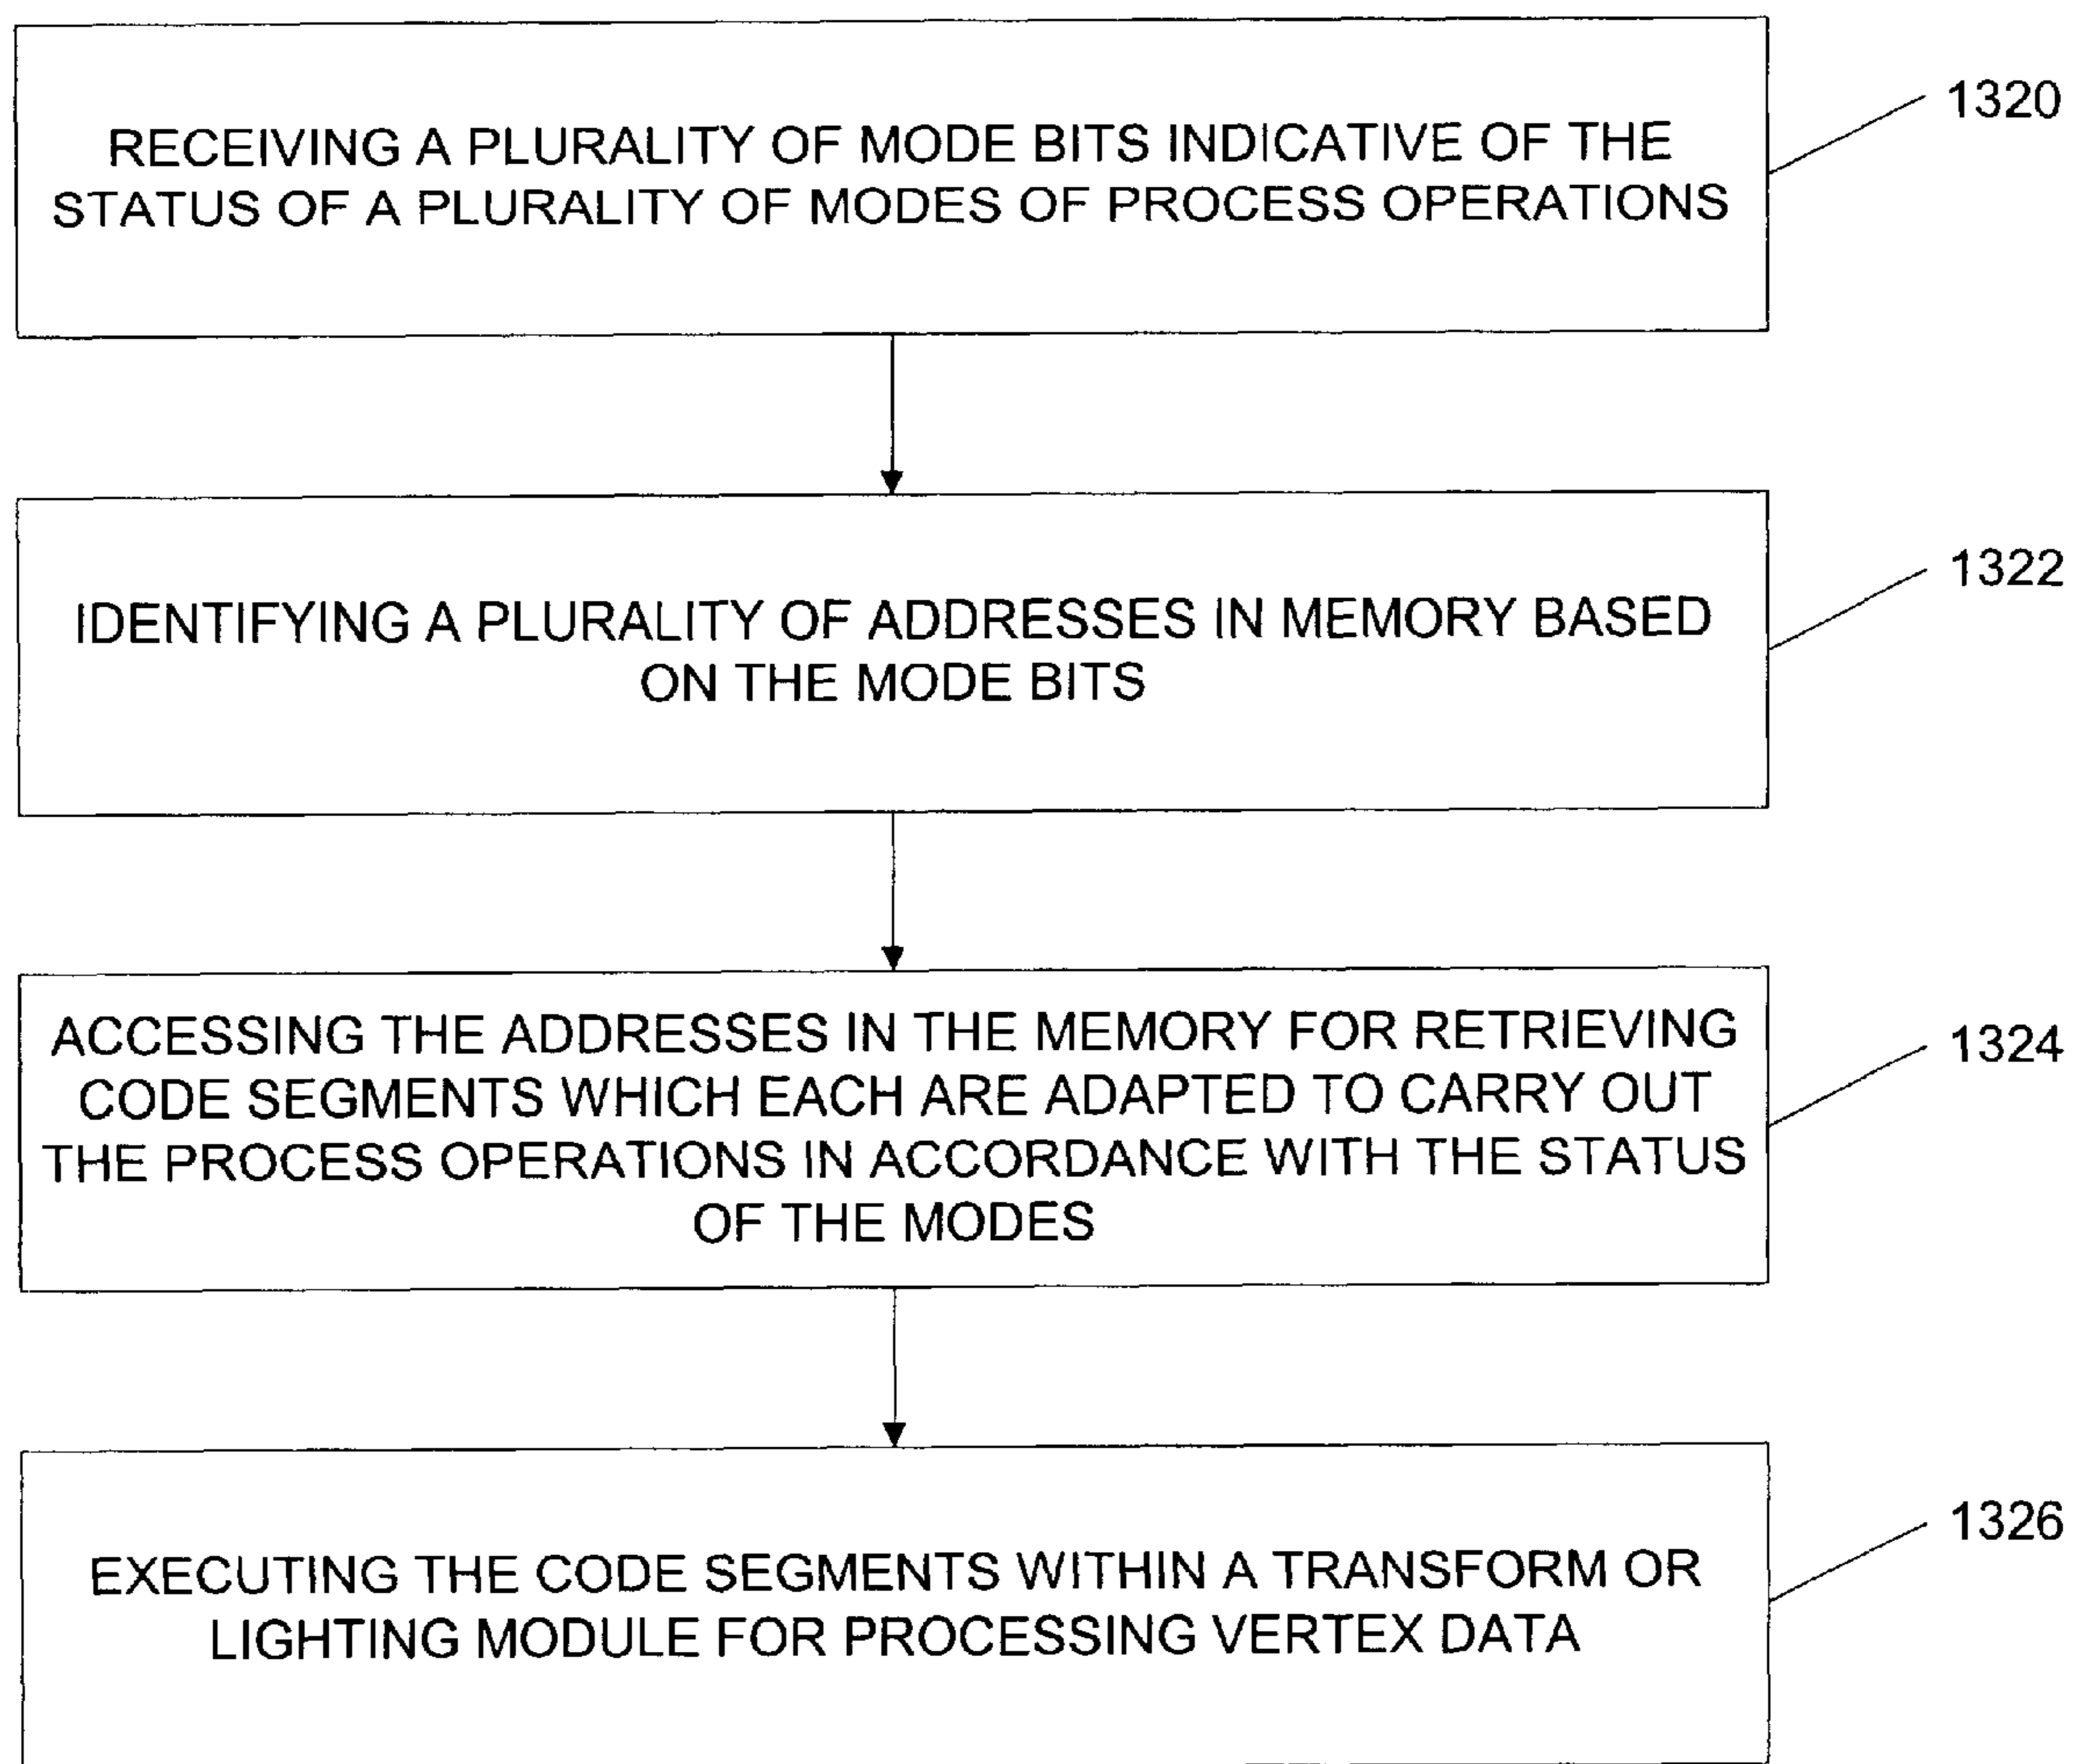 RECEIVING A PLURALITY OF MODE BITS INDICATIVE OF THE
STATUS OF A PLURALITY OF MODES OF PROCESS OPERATIONS
1320
IDENTIFYING A PLURALITY OF ADDRESSES IN MEMORY BASED
ON THE MODE BITS
1322
ACCESSING THE ADDRESSES IN THE MEMORY FOR RETRIEVING
CODE SEGMENTS WHICH EACH ARE ADAPTED TO CARRY OUT
THE PROCESS OPERATIONS IN ACCORDANCE WITH THE STATUS
OF THE MODES
1324
EXECUTING THE CODE SEGMENTS WITHIN A TRANSFORM OR
LIGHTING MODULE FOR PROCESSING VERTEX DATA
1326